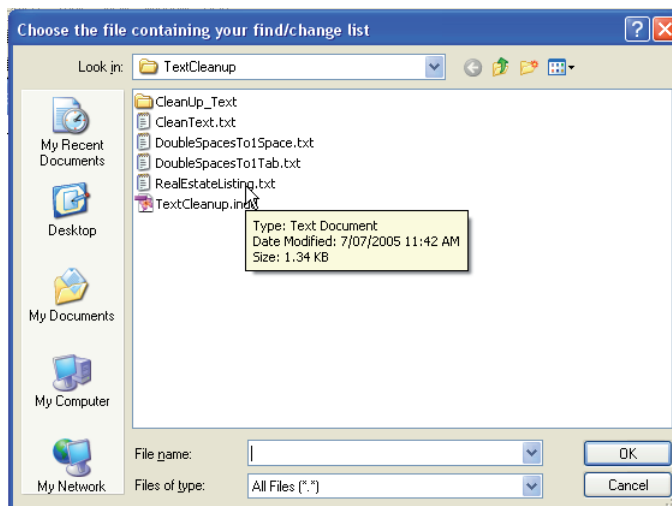 Choose the file containing your find/change list
Look in: TextCleanup
My Recent Documents
Desktop
My Documents
My Computer
My Network
CleanUp_Text
CleanText.txt
DoubleSpacesTo1Space.txt
DoubleSpacesTo1Tab.txt
RealEstateListing.txt
Type: Text Document
Date Modified: 7/07/2005 11:42 AM
Size: 1.34 KB
File name:
OK
Files of type: All Files (*.*)
Cancel